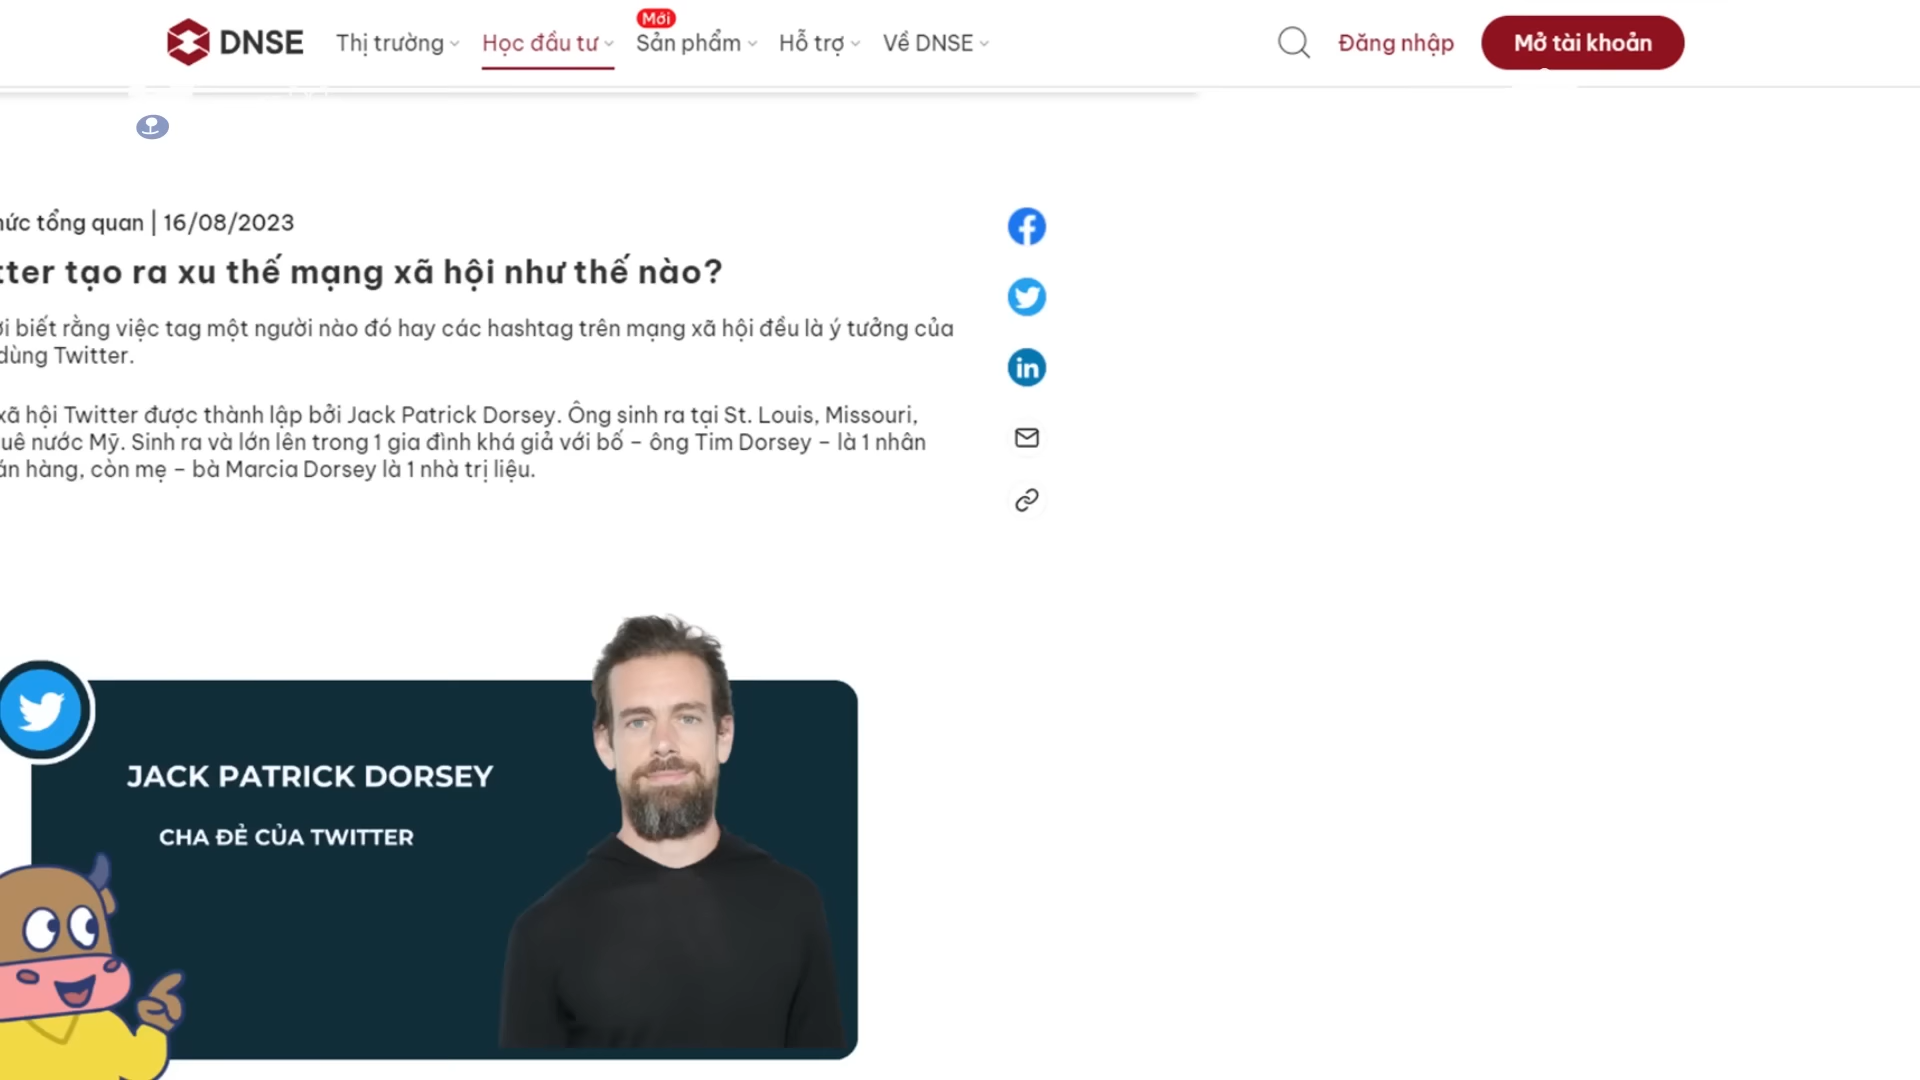 DNSE
Thị trường
Học đầu tư
Mới
Sản phẩm
Hỗ trợ
Về DNSE
Đăng nhập
Mở tài khoản
tổng quan | 16/08/2023
tạo ra xu thế mạng xã hội như thế nào?
biết rằng việc tag một người nào đó hay các hashtag trên mạng xã hội đều là ý tưởng của
dùng Twitter.
xã hội Twitter được thành lập bởi Jack Patrick Dorsey. Ông sinh ra tại St. Louis, Missouri,
nước Mỹ. Sinh ra và lớn lên trong 1 gia đình khá giả với bố – ông Tim Dorsey – là 1 nhân
hàng, còn mẹ – bà Marcia Dorsey là 1 nhà trị liệu.
in
JACK PATRICK DORSEY
CHA ĐẺ CỦA TWITTER